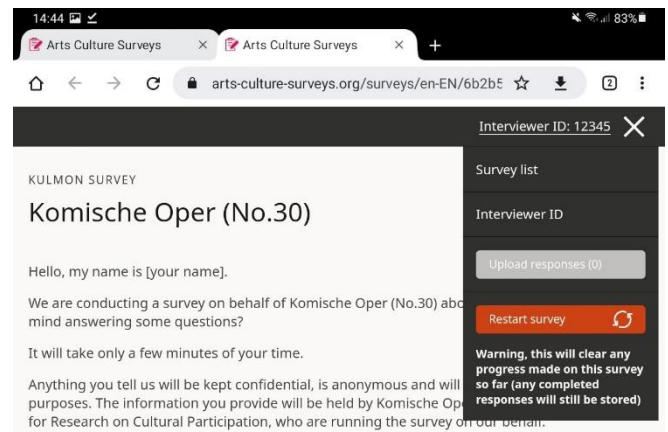 14:44
83%
Arts Culture Surveys
Arts Culture Surveys
arts-culture-surveys.org/surveys/en-EN/6b2b5
2
Interviewer ID: 12345
Survey list
Interviewer ID
Upload responses (0)
Restart survey
Warning, this will clear any
progress made on this survey
so far (any completed
responses will still be stored)
KULMON SURVEY
Komische Oper (No.30)
Hello, my name is [your name].
We are conducting a survey on behalf of Komische Oper (No.30) abo
mind answering some questions?
It will take only a few minutes of your time.
Anything you tell us will be kept confidential, is anonymous and will
purposes. The information you provide will be held by Komische Ope
for Research on Cultural Participation, who are running the survey on our behalf.